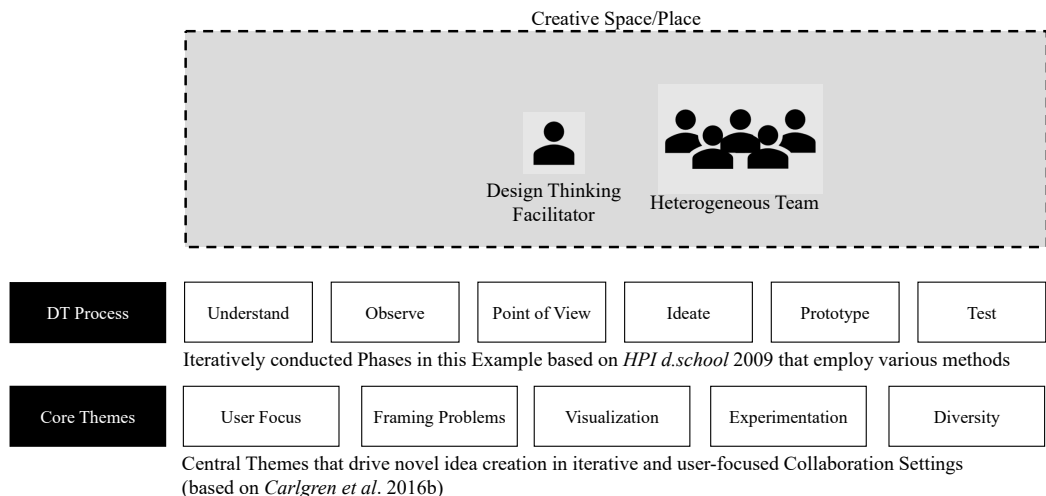 Creative Space/Place
Design Thinking
Facilitator
Heterogeneous Team
DT Process
Understand
Observe
Point of View
Ideate
Prototype
Test
Iteratively conducted Phases in this Example based on HPI d.school 2009 that employ various methods
Core Themes
User Focus
Framing Problems
Visualization
Experimentation
Diversity
Central Themes that drive novel idea creation in iterative and user-focused Collaboration Settings
(based on Carlgren et al. 2016b)